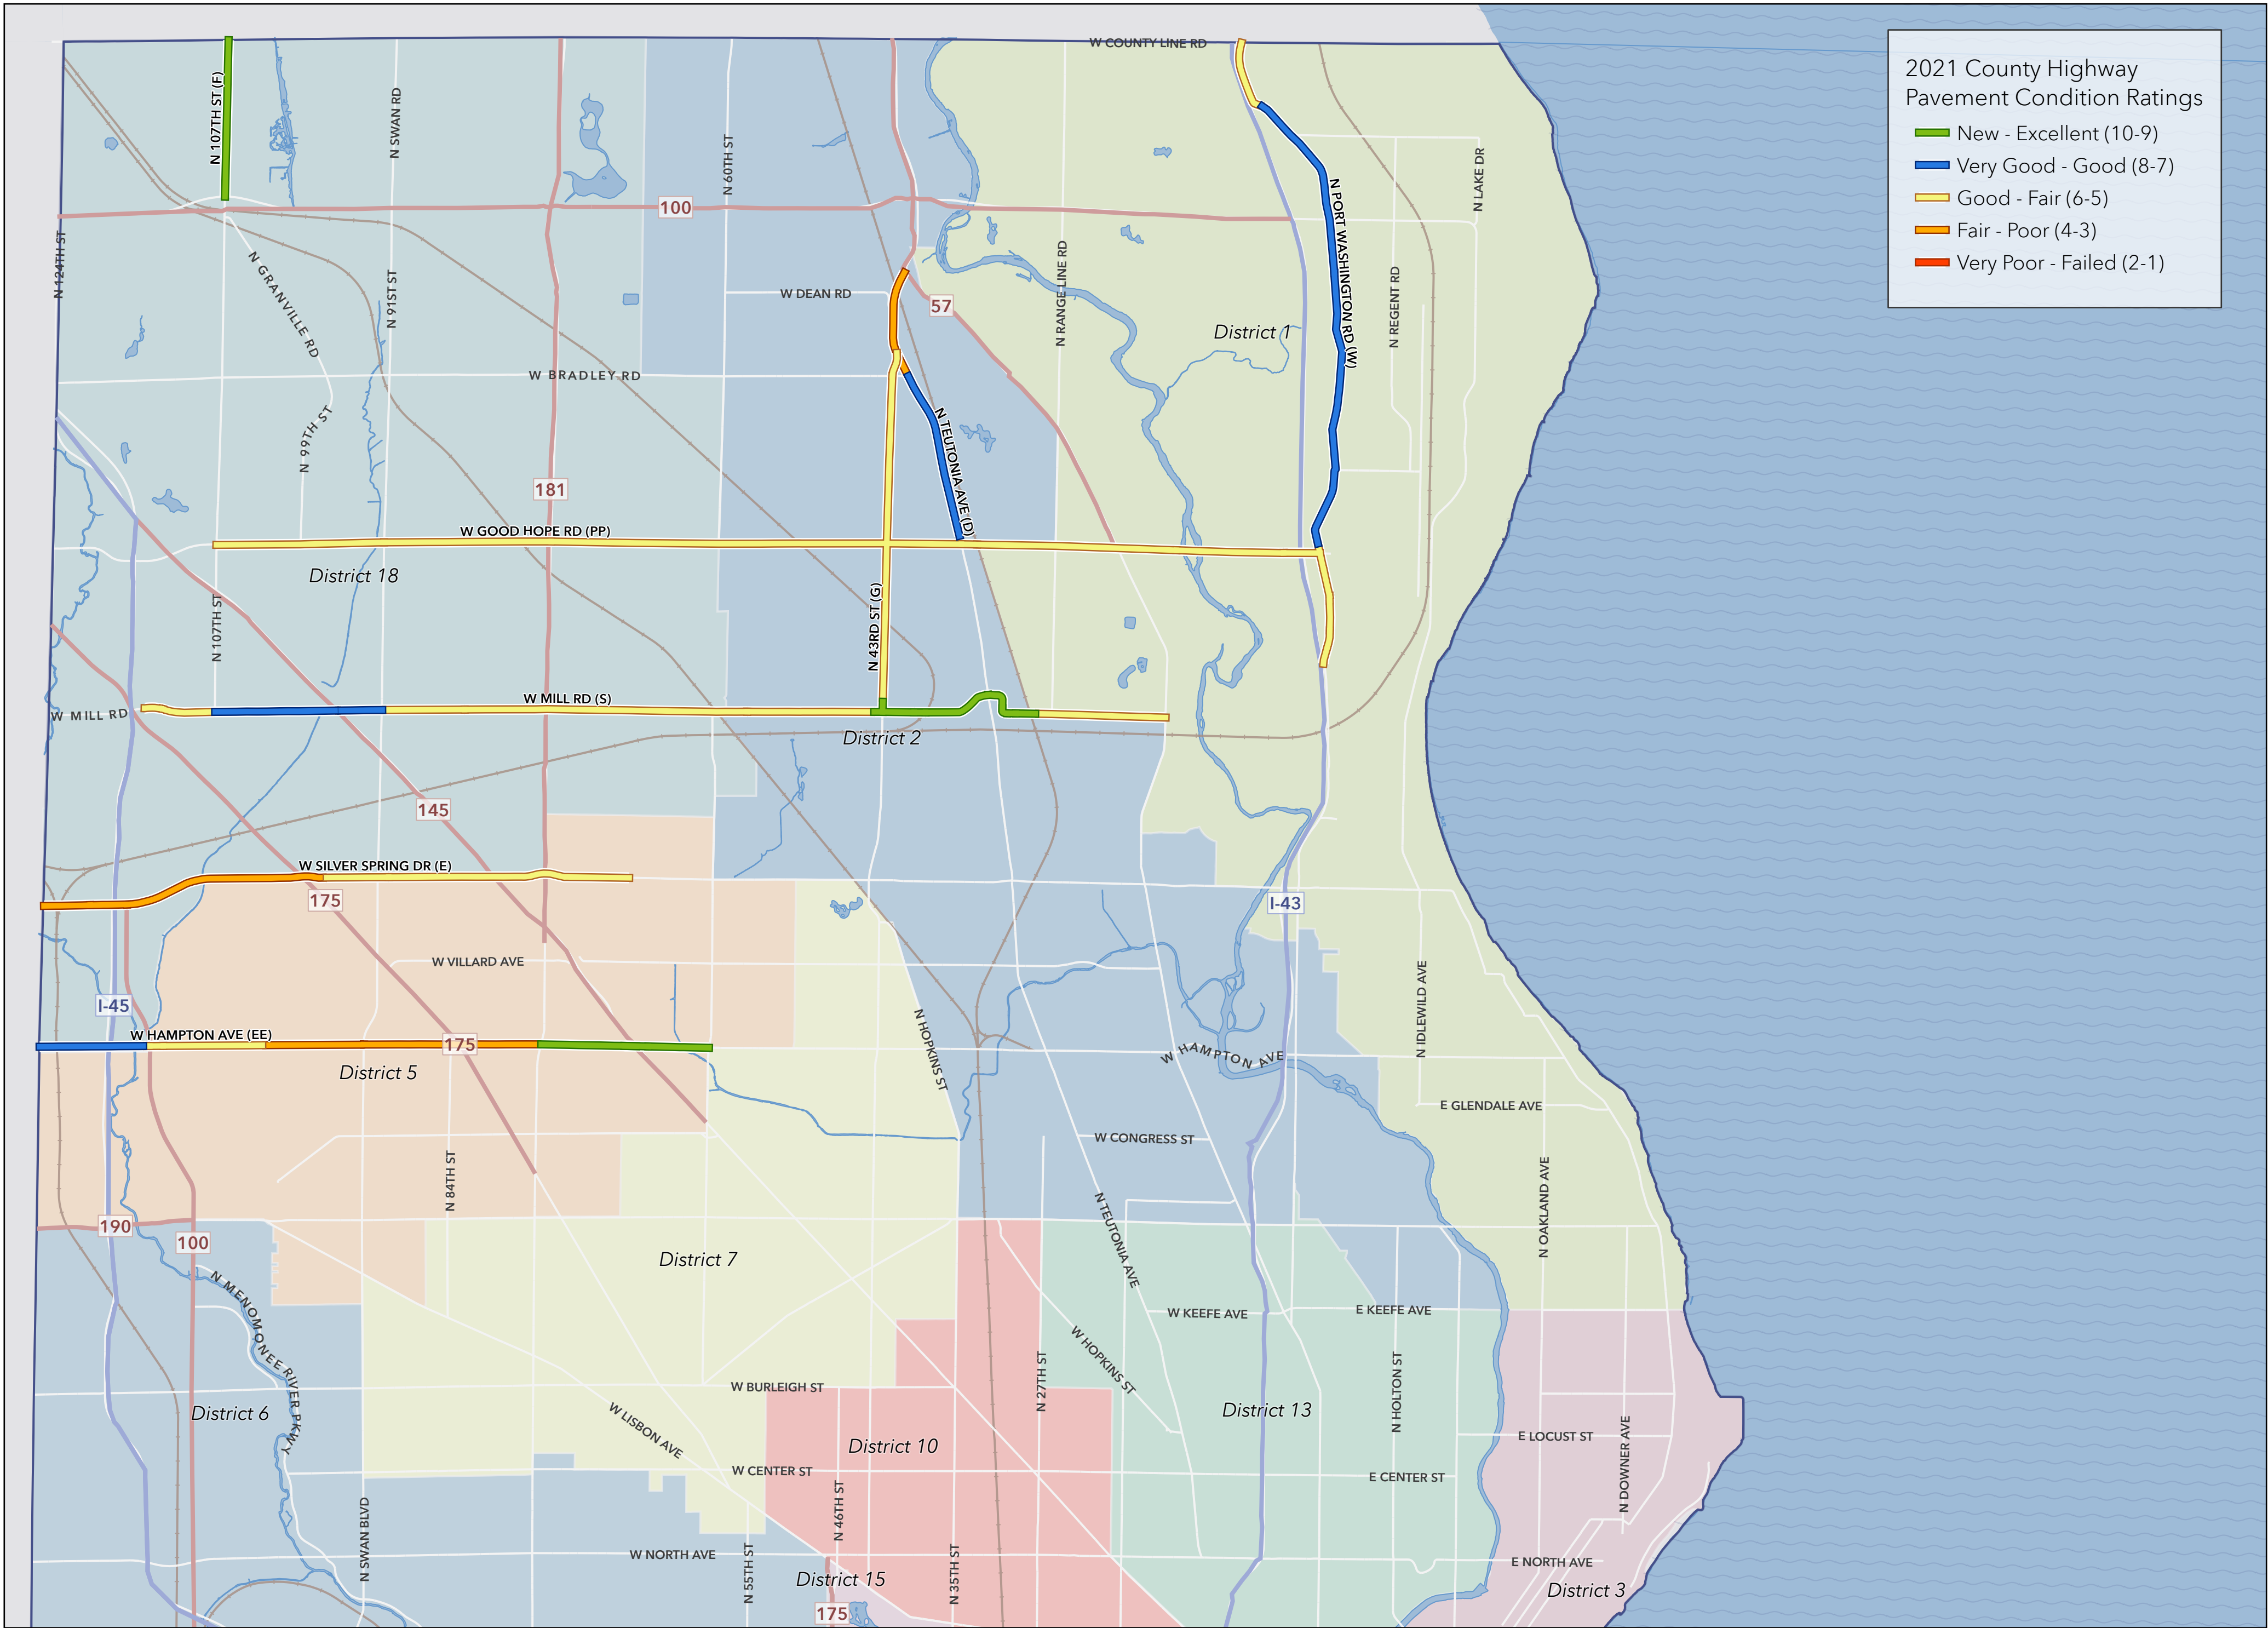 W COUNTY LINE RD
2021 County Highway
Pavement Condition Ratings
New - Excellent (10-9)
Very Good - Good (8-7)
Good - Fair (6-5)
Fair - Poor (4-3)
Very Poor - Failed (2-1)
N 107TH ST (F)
N SWAN RD
N 60TH ST
N LAKE DR
100
N PORT WASHINGTON RD (W)
N 124TH ST
N GRANVILLE RD
N 91ST ST
W DEAN RD
57
N RANGE LINE RD
District 1
N REGENT RD
W BRADLEY RD
N 99TH ST
N TEUTONIA AVE (D)
181
W GOOD HOPE RD (PP)
District 18
N 107TH ST
N 43RD ST (G)
W MILL RD
W MILL RD (S)
District 2
145
W SILVER SPRING DR (E)
175
I-43
W VILLARD AVE
I-45
N IDLEWILD AVE
N HOPKINS ST
W HAMPTON AVE (EE)
175
W HAMPTON AVE
District 5
E GLENDALE AVE
W CONGRESS ST
N 84TH ST
N TEUTONIA AVE
N OAKLAND AVE
190
100
District 7
N MENOMONEE RIVER PKWY
W KEEFE AVE
E KEEFE AVE
W HOPKINS ST
N 27TH ST
N HOLTON ST
W BURLEIGH ST
District 6
W LISBON AVE
District 10
District 13
E LOCUST ST
N DOWNER AVE
W CENTER ST
E CENTER ST
N SWAN BLVD
N 46TH ST
W NORTH AVE
N 55TH ST
N 35TH ST
E NORTH AVE
District 15
District 3
175